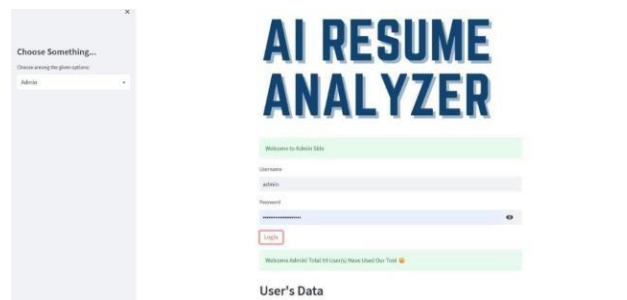 Choose Something...
Choose among the given options:
Admin
AI RESUME
ANALYZER
Welcome to Admin Side
Username
admin
Password
Login
Welcome Admin! Total User(s) Have Used Our Tool
User's Data